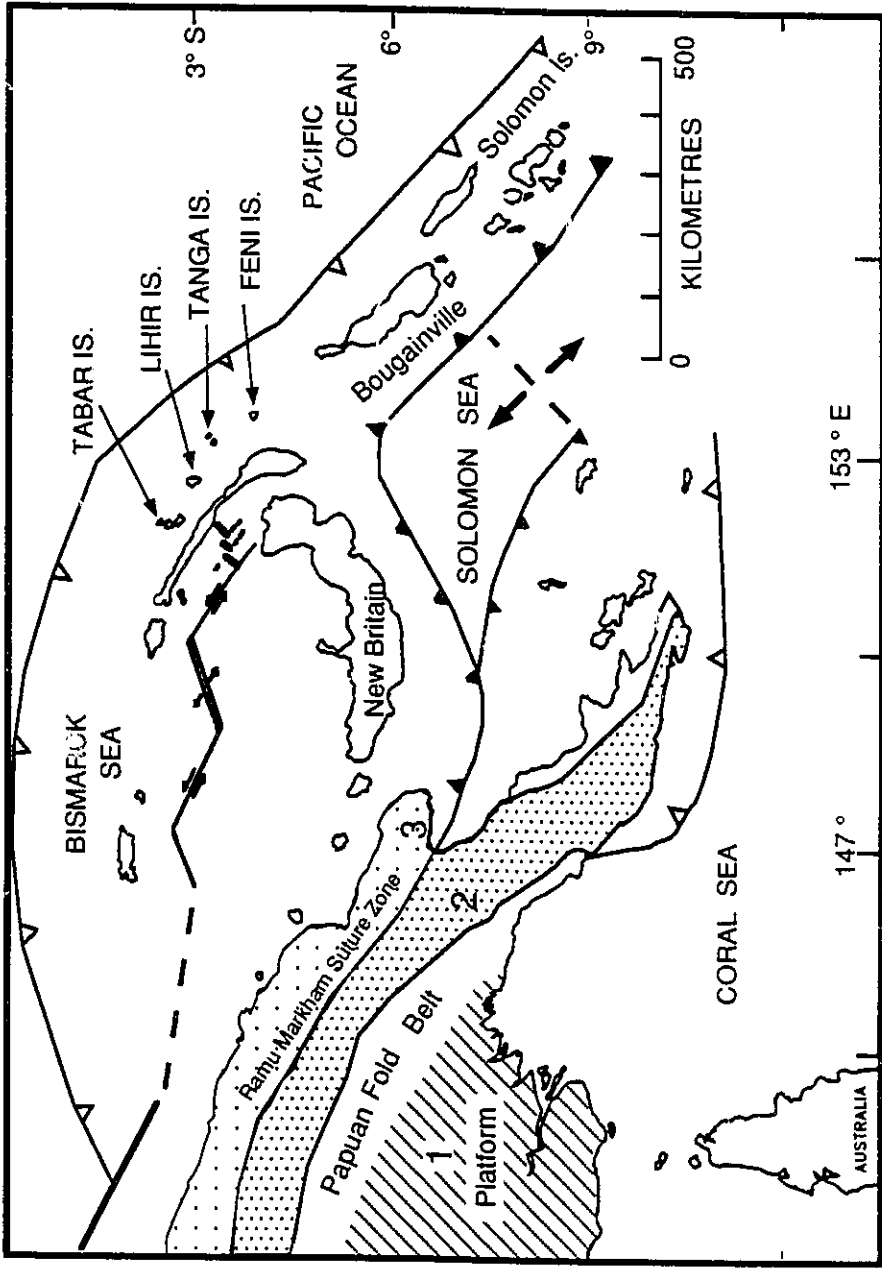 TABAR IS.
LIHIR IS.
TANGA IS.
FENI IS.
3° S
6°
9°
PACIFIC
OCEAN
BISMARCK
SEA
Solomon Is.
Bougainville
New Britain
SOLOMON SEA
3
Ramu-Markham Suture Zone
2
Papuan Fold Belt
1
Platform
CORAL SEA
AUSTRALIA
147°
153° E
0
500
KILOMETRES